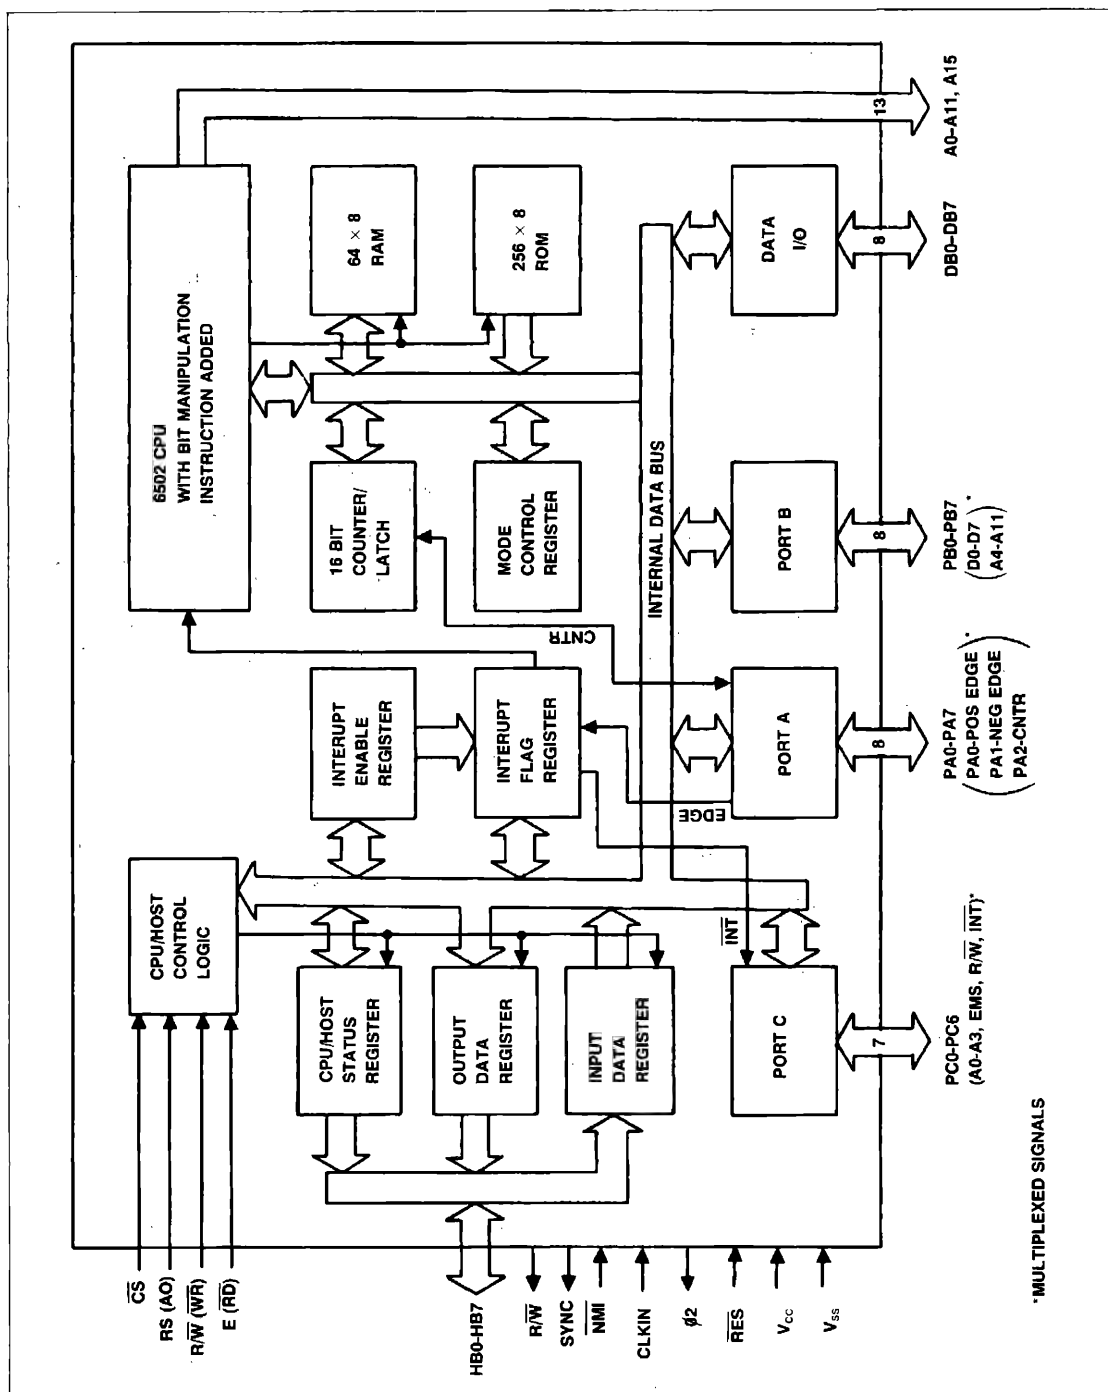 CS
RS (AO)
R/W (WR)
E (RD)
HB0-HB7
R/W
SYNC
NMI
CLKIN
ø2
RES
Vcc
Vss
CPU/HOST
CONTROL
LOGIC
6502 CPU
WITH BIT MANIPULATION
INSTRUCTION ADDED
CPU/HOST
STATUS
REGISTER
INTERUPT
ENABLE
REGISTER
16 BIT
COUNTER/
LATCH
64 × 8
RAM
OUTPUT
DATA
REGISTER
INTERUPT
FLAG
REGISTER
MODE
CONTROL
REGISTER
256 × 8
ROM
INPUT
DATA
REGISTER
CNTR
INTERNAL DATA BUS
EDGE
INT
PORT C
PORT A
PORT B
DATA
I/O
7
8
8
8
13
PC0-PC6
(A0-A3, EMS, R/W, INT)*
PA0-PA7
(PA0-POS EDGE
PA1-NEG EDGE
PA2-CNTR)*
PB0-PB7
(D0-D7
A4-A11)*
DB0-DB7
A0-A11, A15
*MULTIPLEXED SIGNALS